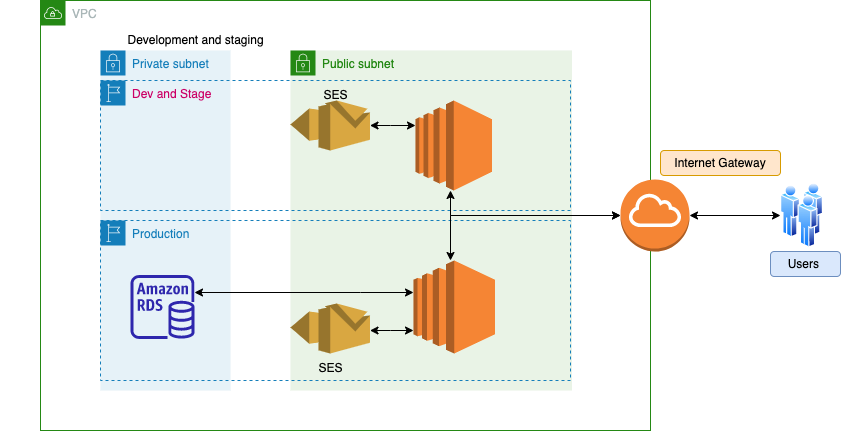 VPC
Development and staging
Private subnet
Public subnet
Dev and Stage
SES
Internet Gateway
Production
Users
Amazon
RDS
SES